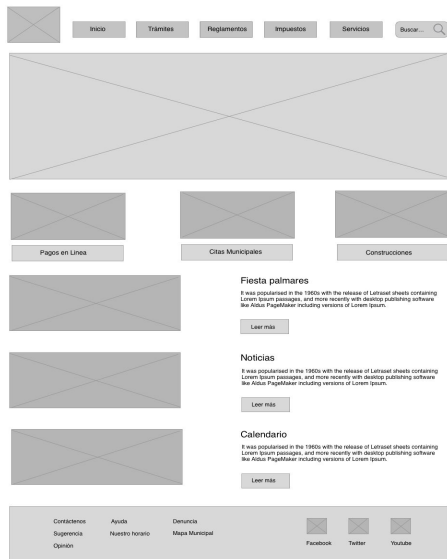 Inicio
Trámites
Reglamentos
Impuestos
Servicios
Buscar...
Pagos en Linea
Citas Municipales
Construcciones
Fiesta palmares
It was popularised in the 1960s with the release of Letraset sheets containing
Lorem Ipsum passages, and more recently with desktop publishing software
like Aldus PageMaker including versions of Lorem Ipsum.
Leer más
Noticias
It was popularised in the 1960s with the release of Letraset sheets containing
Lorem Ipsum passages, and more recently with desktop publishing software
like Aldus PageMaker including versions of Lorem Ipsum.
Leer más
Calendario
It was popularised in the 1960s with the release of Letraset sheets containing
Lorem Ipsum passages, and more recently with desktop publishing software
like Aldus PageMaker including versions of Lorem Ipsum.
Leer más
Contáctenos
Ayuda
Denuncia
Sugerencia
Nuestro horario
Mapa Municipal
Opinión
Facebook
Twitter
Youtube